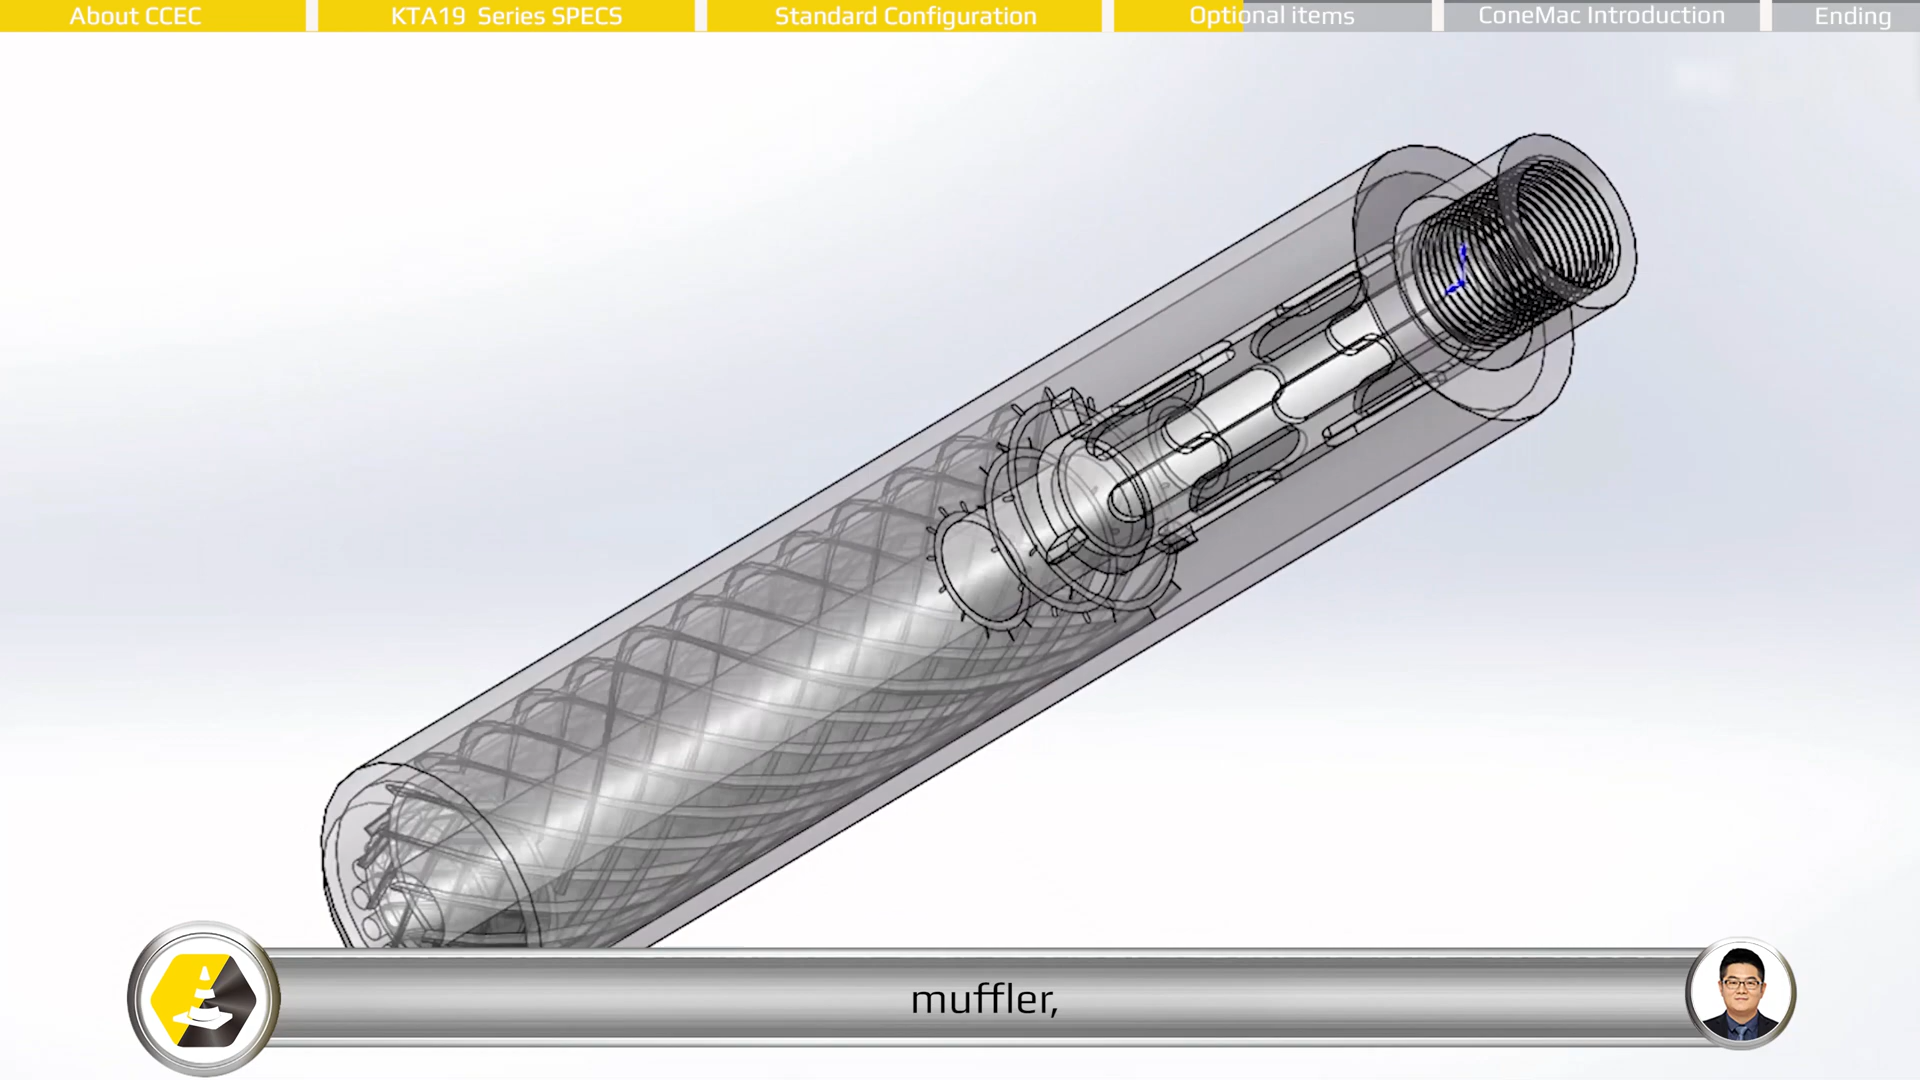 About CCEC
KTA19 Series SPECS
Standard Configuration
Optional items
ConeMac Introduction
Ending
muffler,